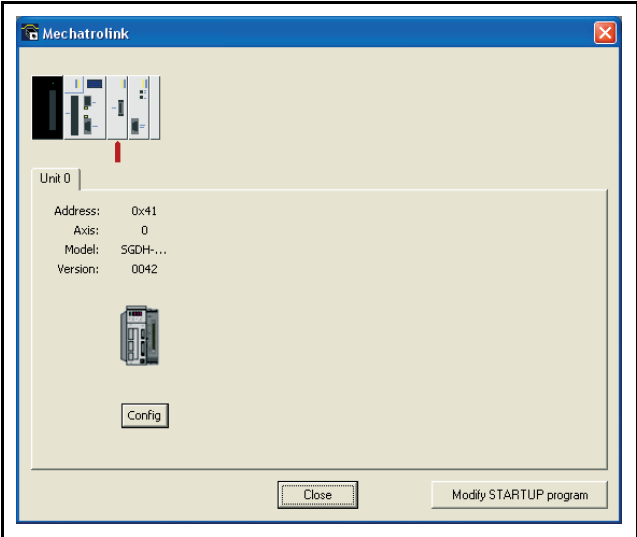 Mechatrolink
Unit 0
Address: 0x41
Axis: 0
Model: SGDH-...
Version: 0042
Config
Close
Modify STARTUP program